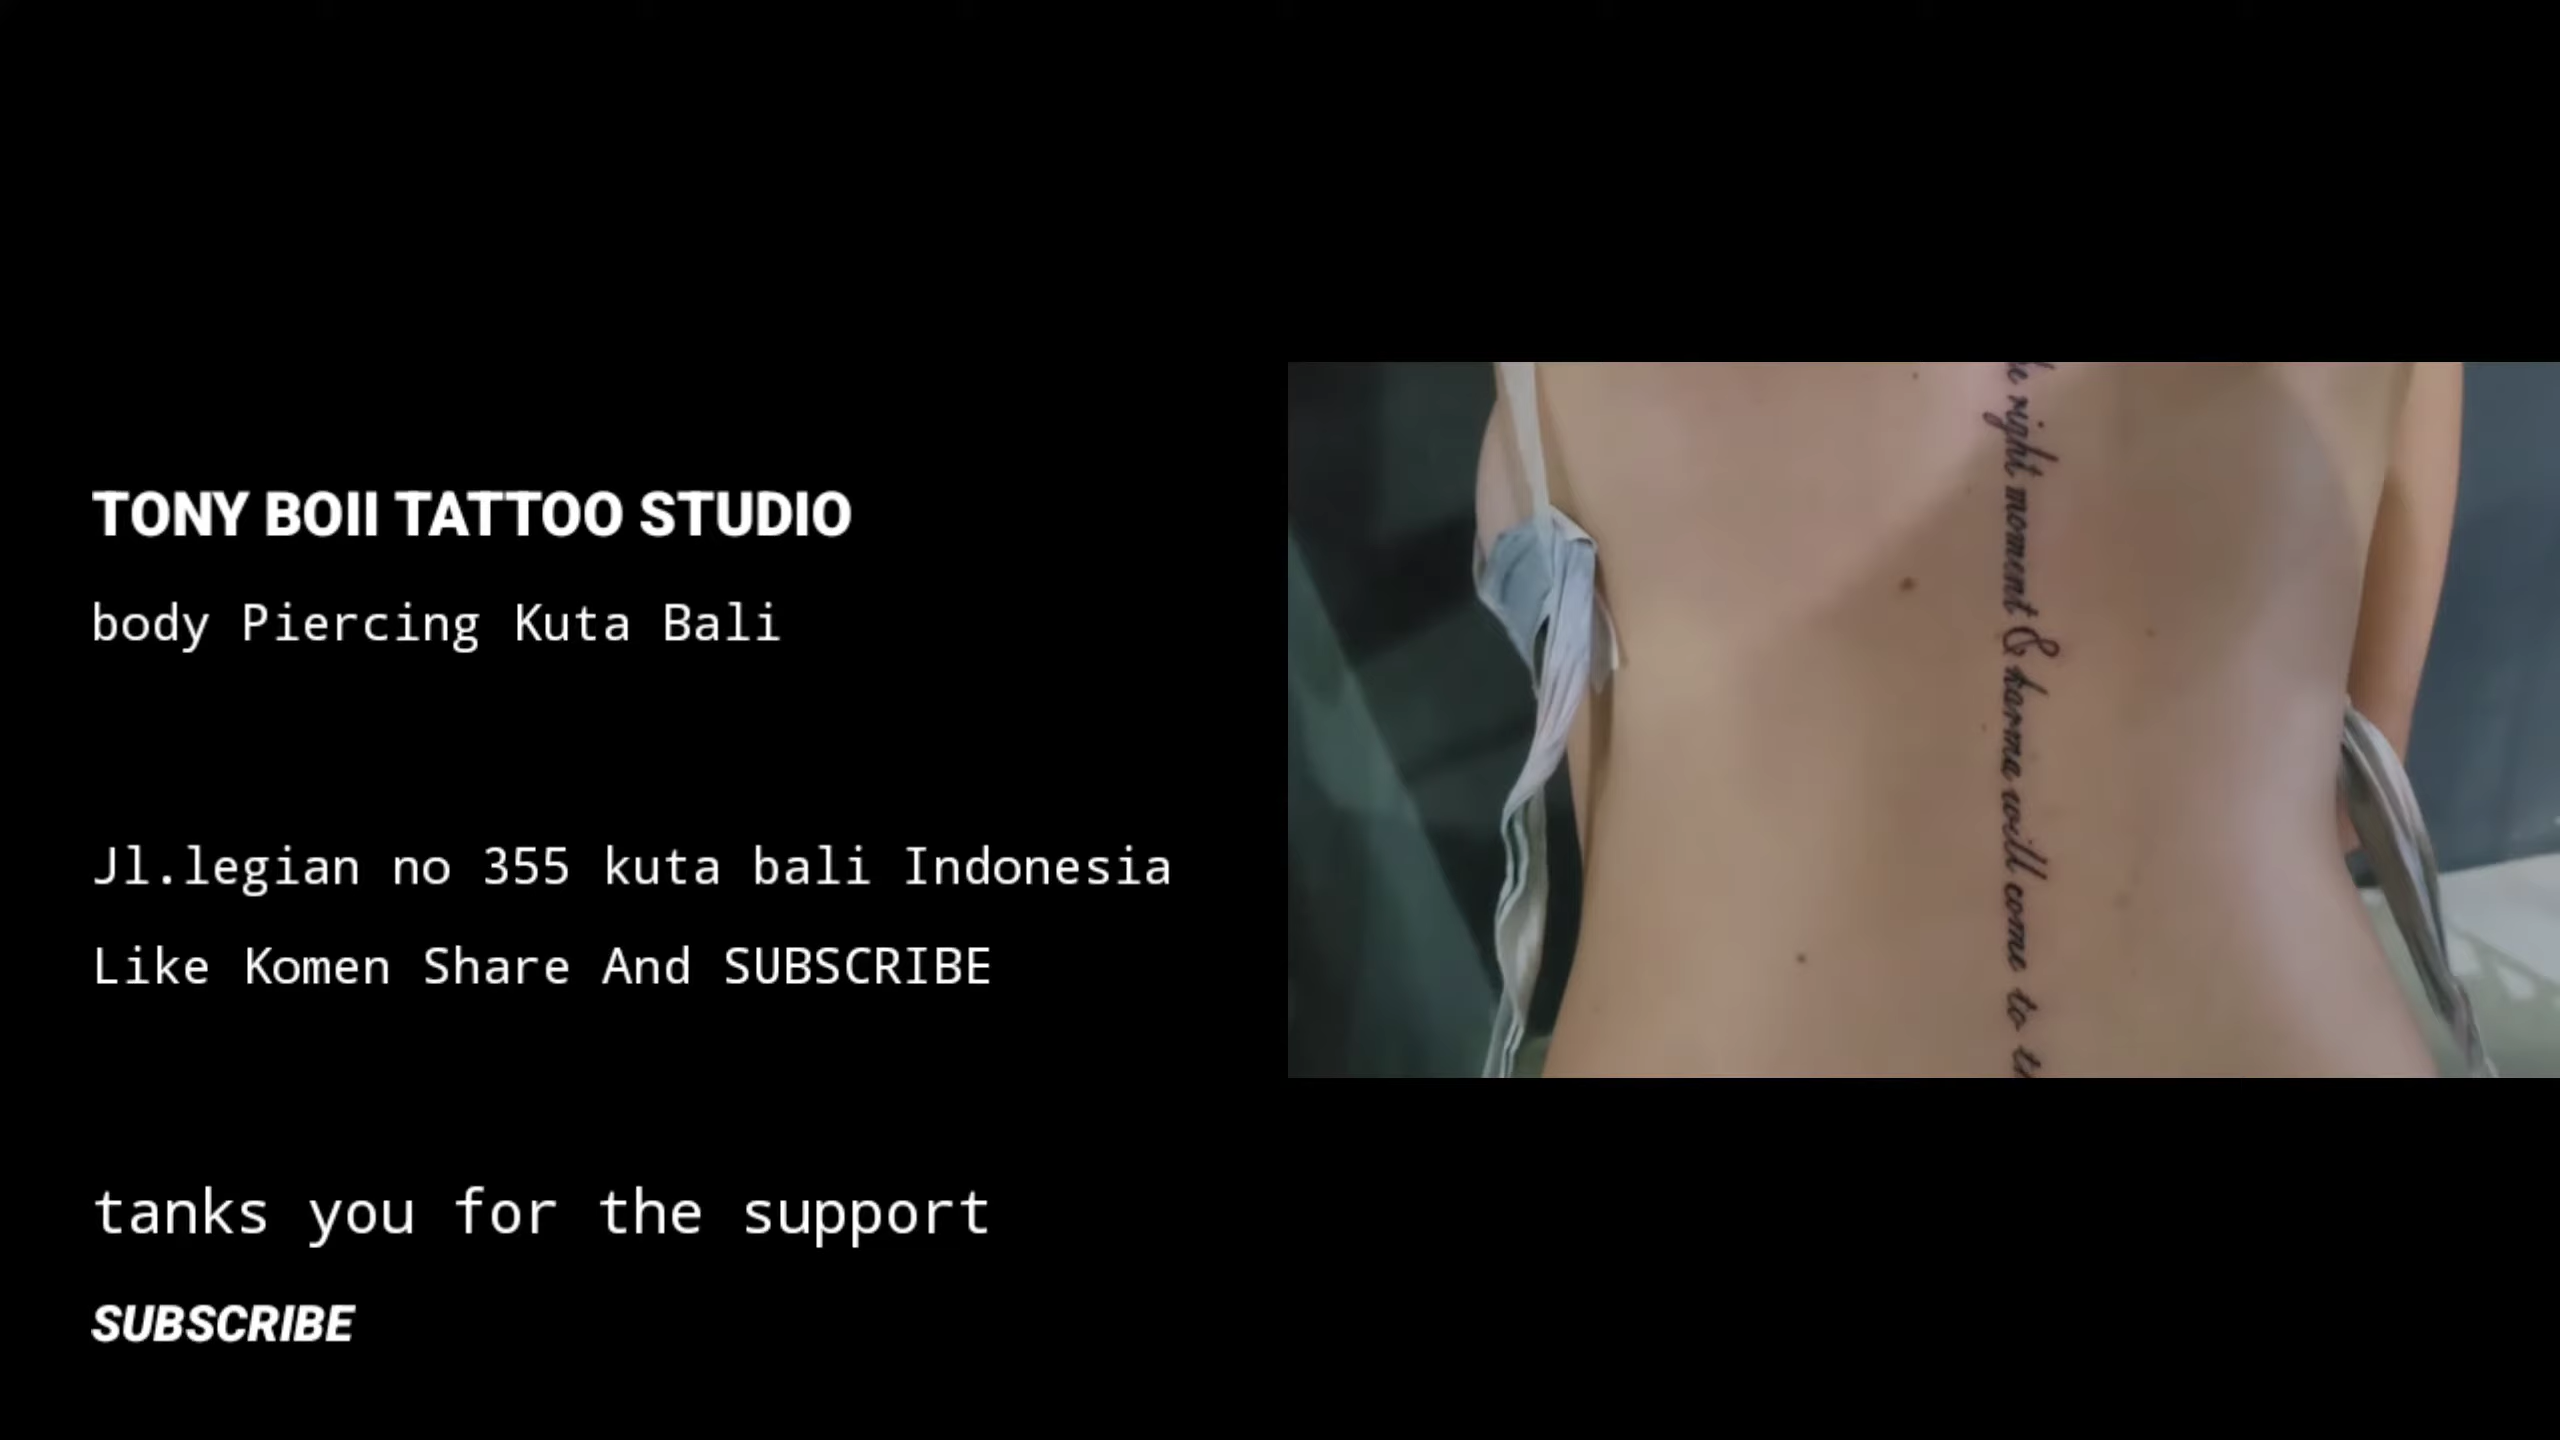 TONY BOII TATTOO STUDIO
body Piercing Kuta Bali
Jl.legian no 355 kuta bali Indonesia
Like Komen Share And SUBSCRIBE
tanks you for the support
SUBSCRIBE
right moment & karma will come to